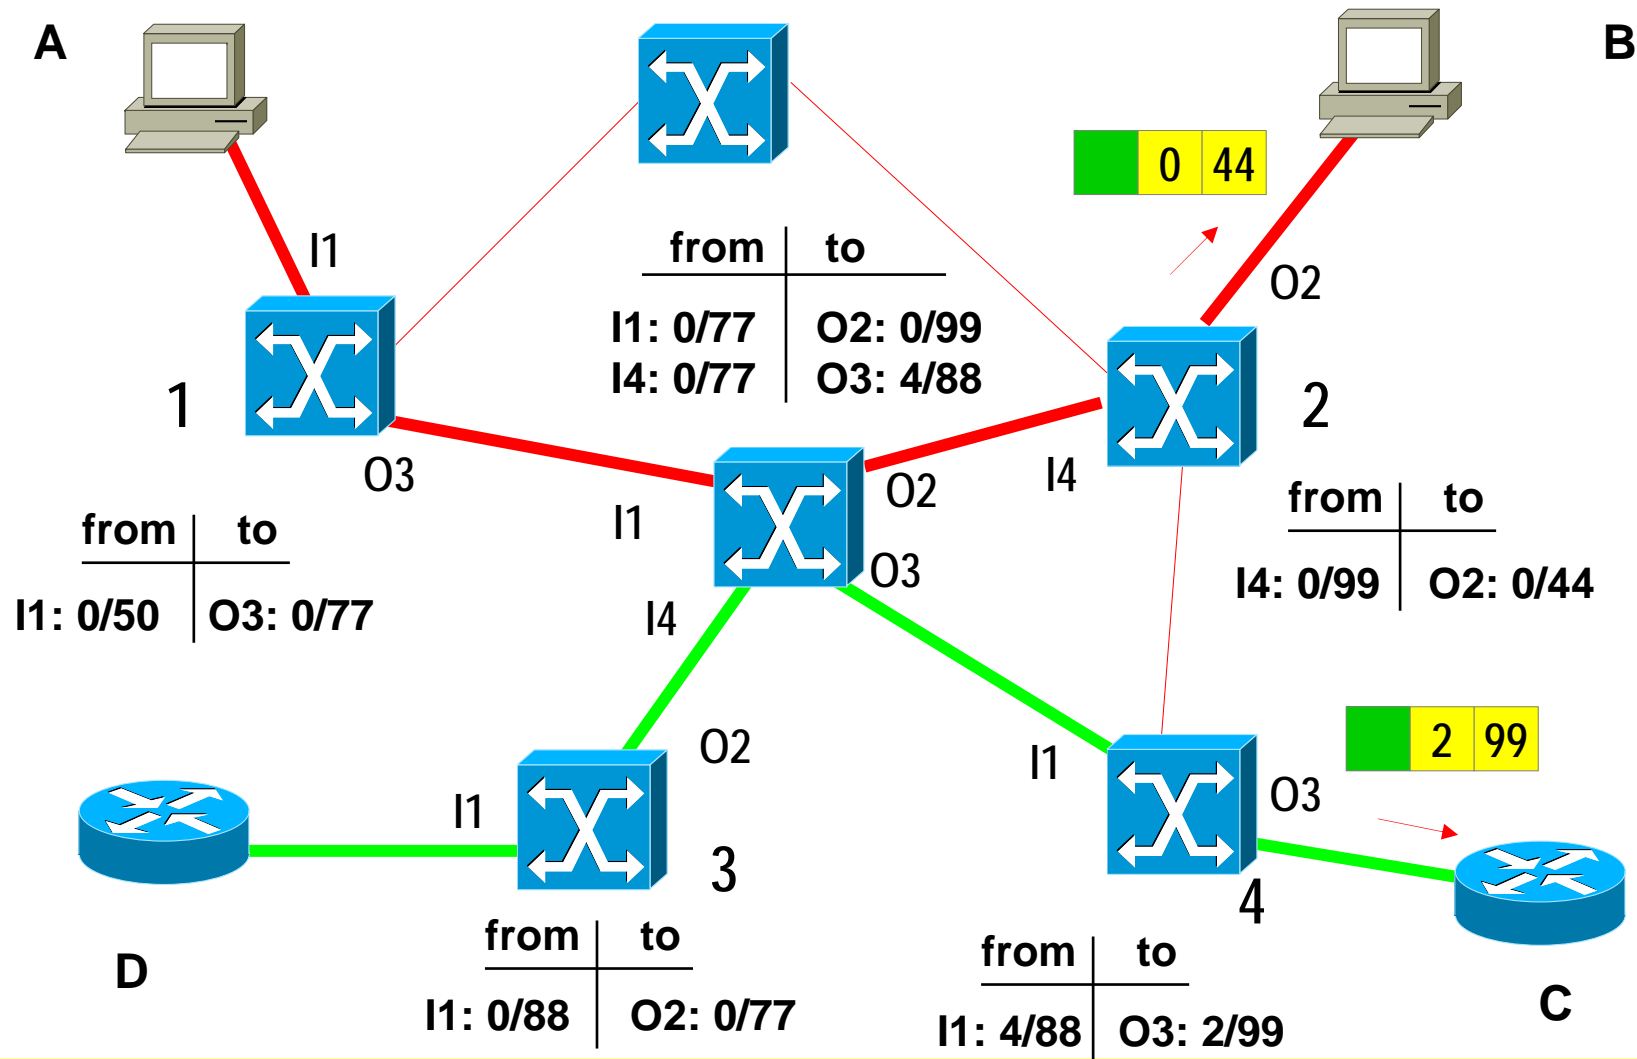 A
B
0 44
I1
from to
O2
I1: 0/77 O2: 0/99
I4: 0/77 O3: 4/88
1
2
O3
I4
O2
from to
from to
I1
O3
I4: 0/99 O2: 0/44
I1: 0/50 O3: 0/77
I4
2 99
O2
I1
O3
I1
3
4
from to
from to
D
C
I1: 0/88 O2: 0/77
I1: 4/88 O3: 2/99